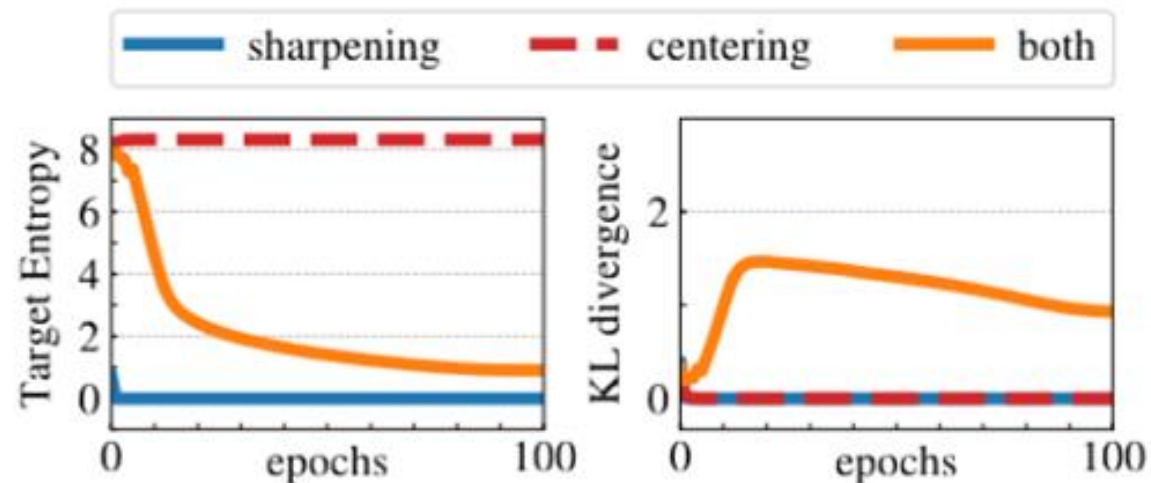 sharpening centering both
Target Entropy
8
6
4
2
0
0 epochs 100
KL divergence
2
0
0 epochs 100